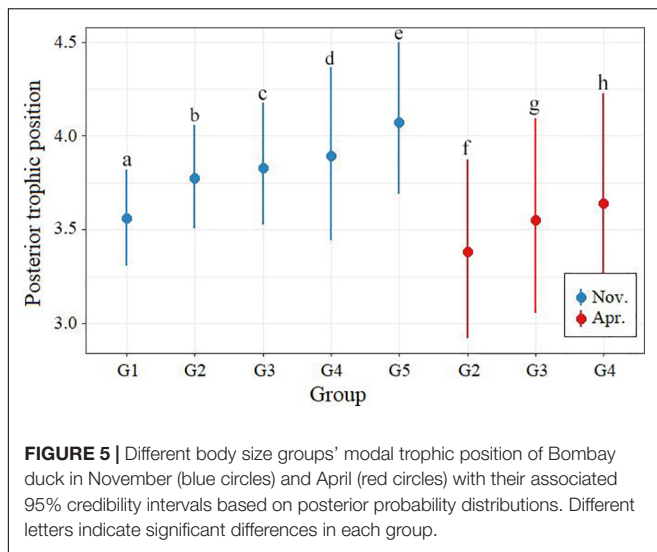 4.5
4.0
3.5
3.0
Posterior trophic position
a
b
c
d
e
f
g
h
Nov.
Apr.
G1 G2 G3 G4 G5 G2 G3 G4
Group
FIGURE 5 | Different body size groups’ modal trophic position of Bombay
duck in November (blue circles) and April (red circles) with their associated
95% credibility intervals based on posterior probability distributions. Different
letters indicate significant differences in each group.